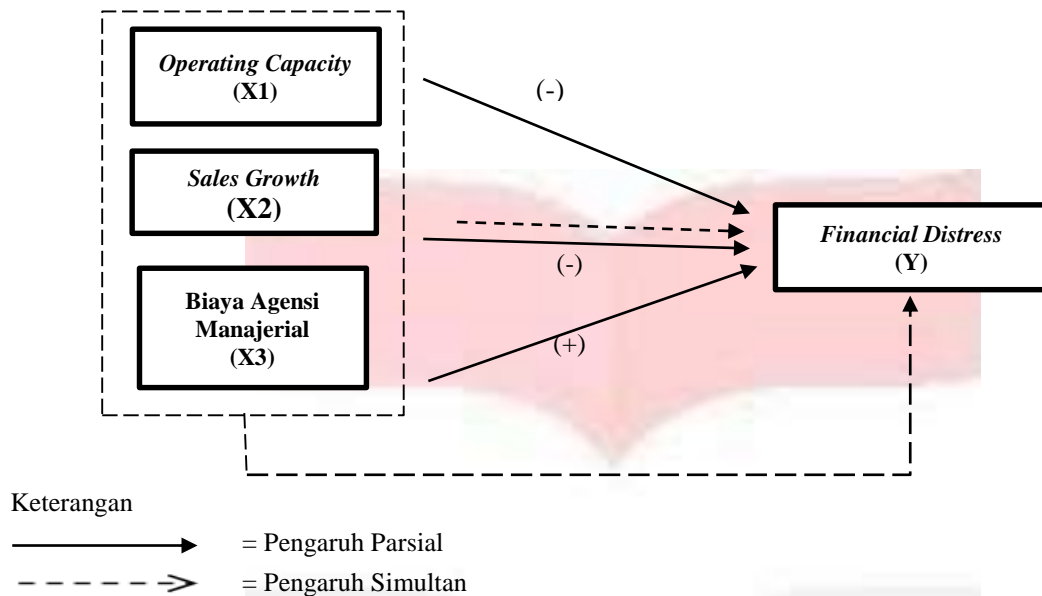 Operating Capacity
(X1)
(-)
Sales Growth
(X2)
(-)
Financial Distress
(Y)
Biaya Agensi
Manajerial
(X3)
(+)
Keterangan
= Pengaruh Parsial
= Pengaruh Simultan